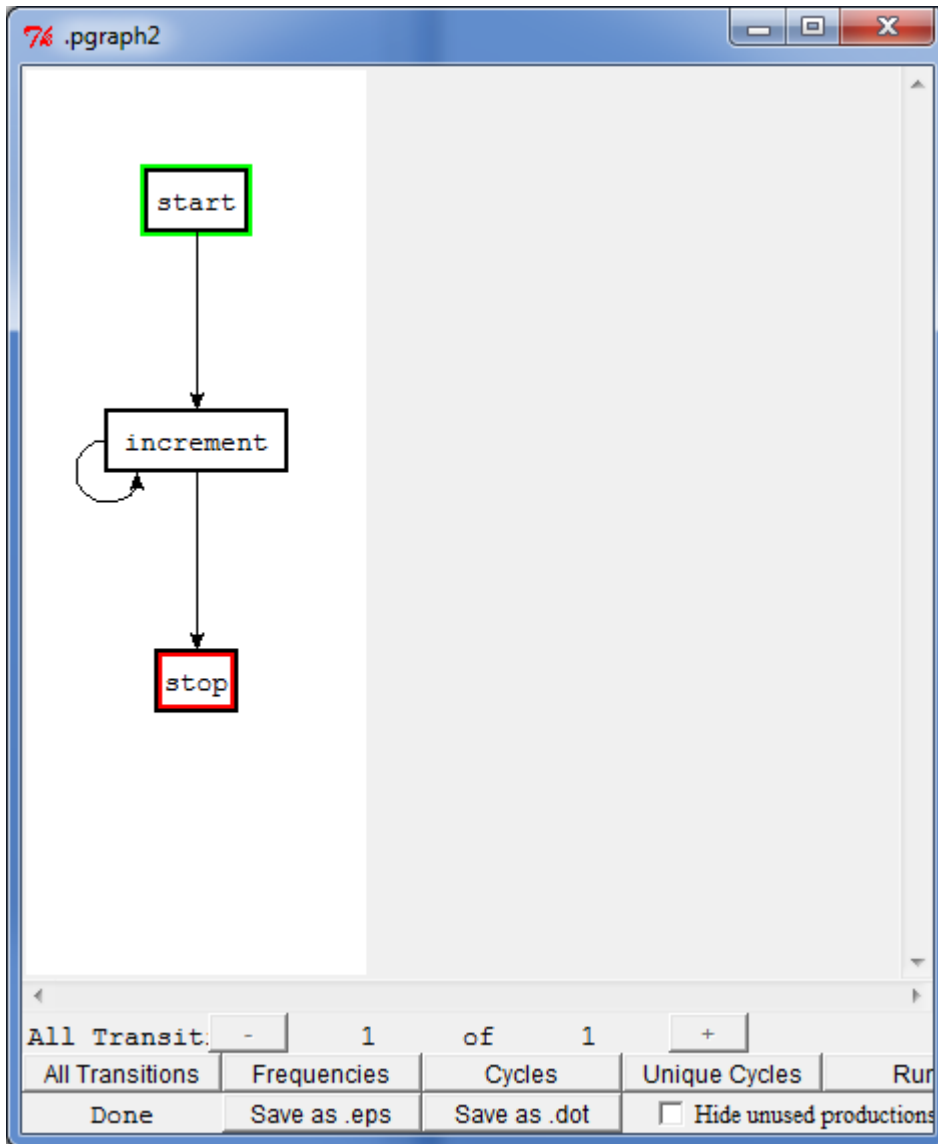 .pgraph2
start
increment
stop
All Transit
- 1 of 1 +
All Transitions Frequencies Cycles Unique Cycles Rur
Done Save as .eps Save as .dot Hide unused productions